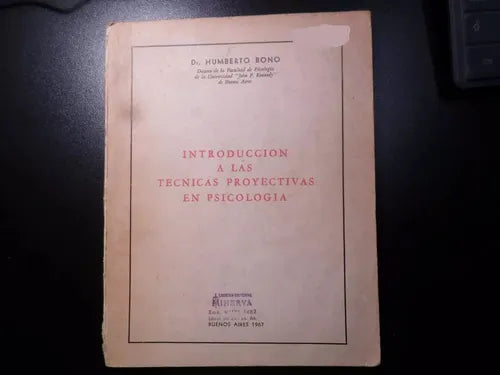 Dr. HUMBERTO BONO
Decano de la Facultad de Psicología
de la Universidad "John F. Kennedy"
de Buenos Aires
INTRODUCCION
A LAS
TECNICAS PROYECTIVAS
EN PSICOLOGIA
MINERVA
BUENOS AIRES 1967